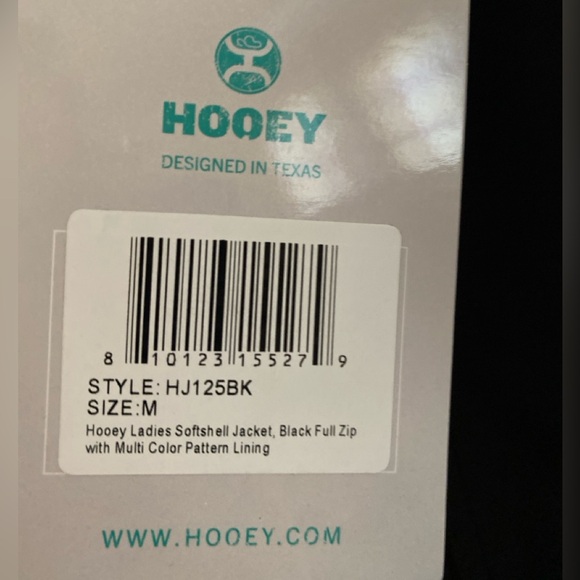 HOOEY
DESIGNED IN TEXAS
8 10123 15527 9
STYLE: HJ125BK
SIZE:M
Hooey Ladies Softshell Jacket, Black Full Zip
with Multi Color Pattern Lining
WWW.HOOEY.COM